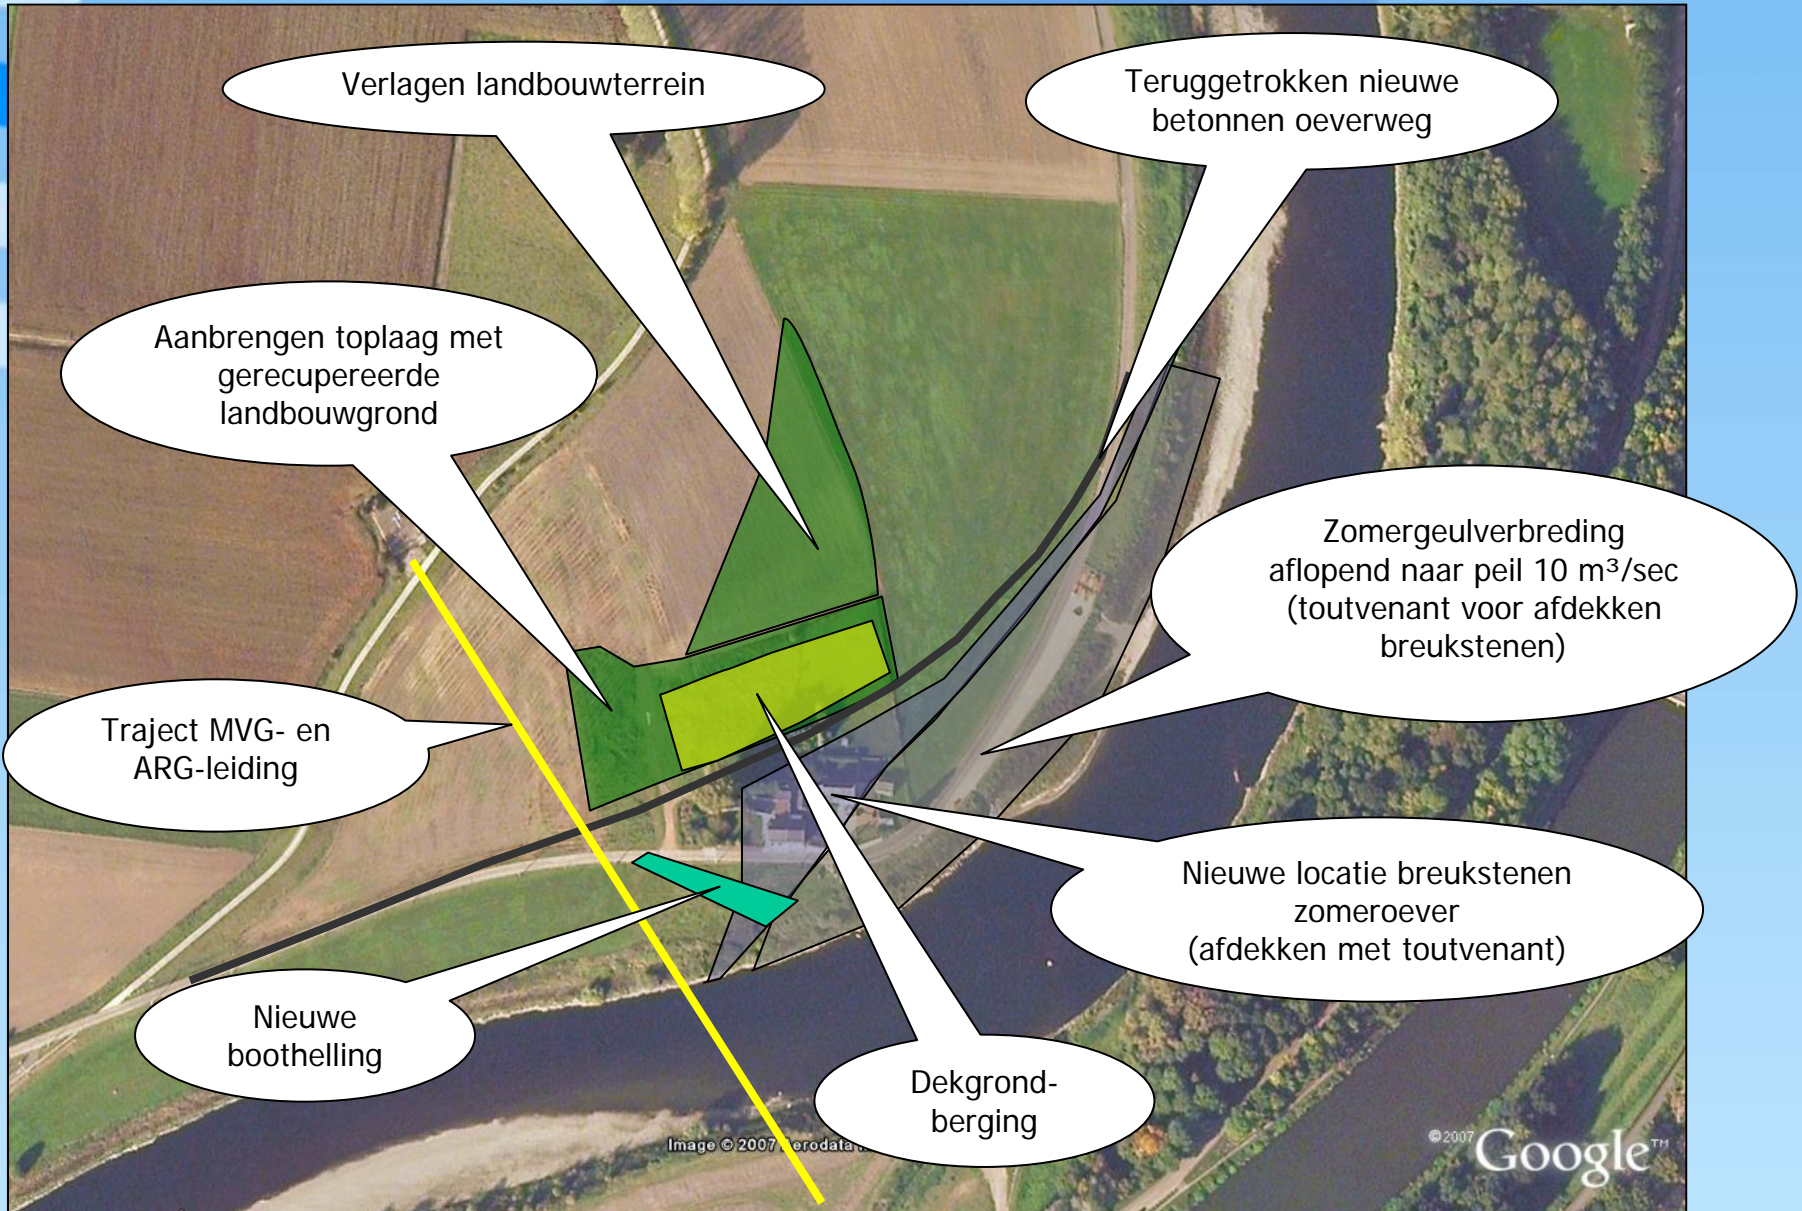 Verlagen landbouwterrein
Teruggetrokken nieuwe
betonnen oeverweg
Aanbrengen toplaag met
gerecupereerde
landbouwgrond
Zomergeulverbreding
aflopend naar peil 10 m³/sec
(toutvenant voor afdekken
breukstenen)
Traject MVG- en
ARG-leiding
Nieuwe locatie breukstenen
zomeroever
(afdekken met toutvenant)
Nieuwe
boothelling
Dekgrond-
berging
Image © 2007 Aerodata
©2007 Google™